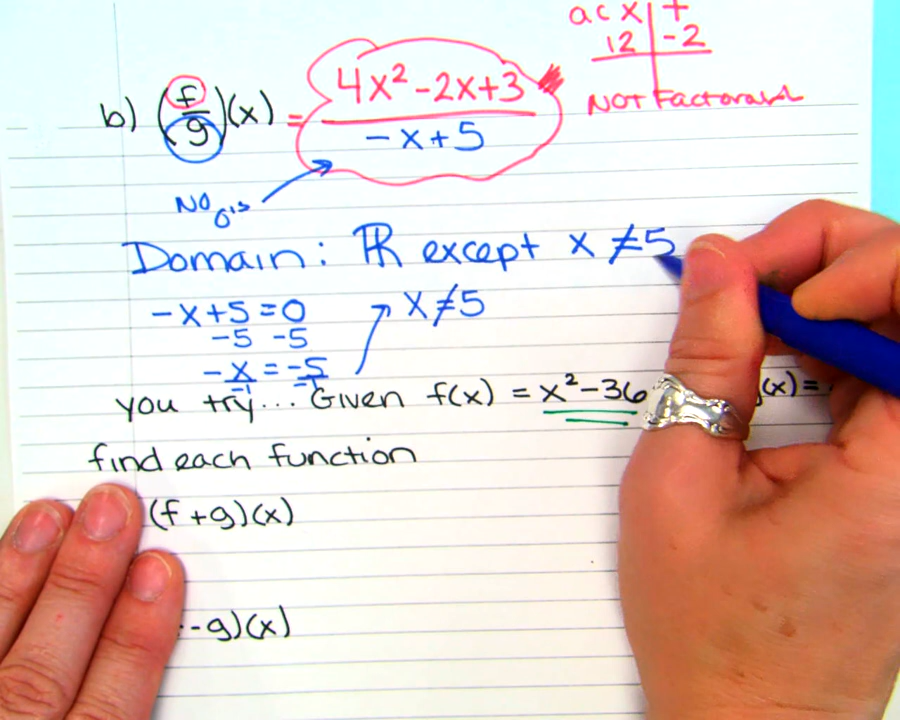 ac x | +
12 | -2
NOT Factorabl
b) (f/g)(x) = 4x² -2x+3 / -x+5
NO 0's
Domain: ℝ except x ≠5
-x+5 =0
-5 -5
x ≠5
-x/-1 = -5/-1
you try... Given f(x) = x²-36 (x) =
find each function
(f +g)(x)
-g)(x)